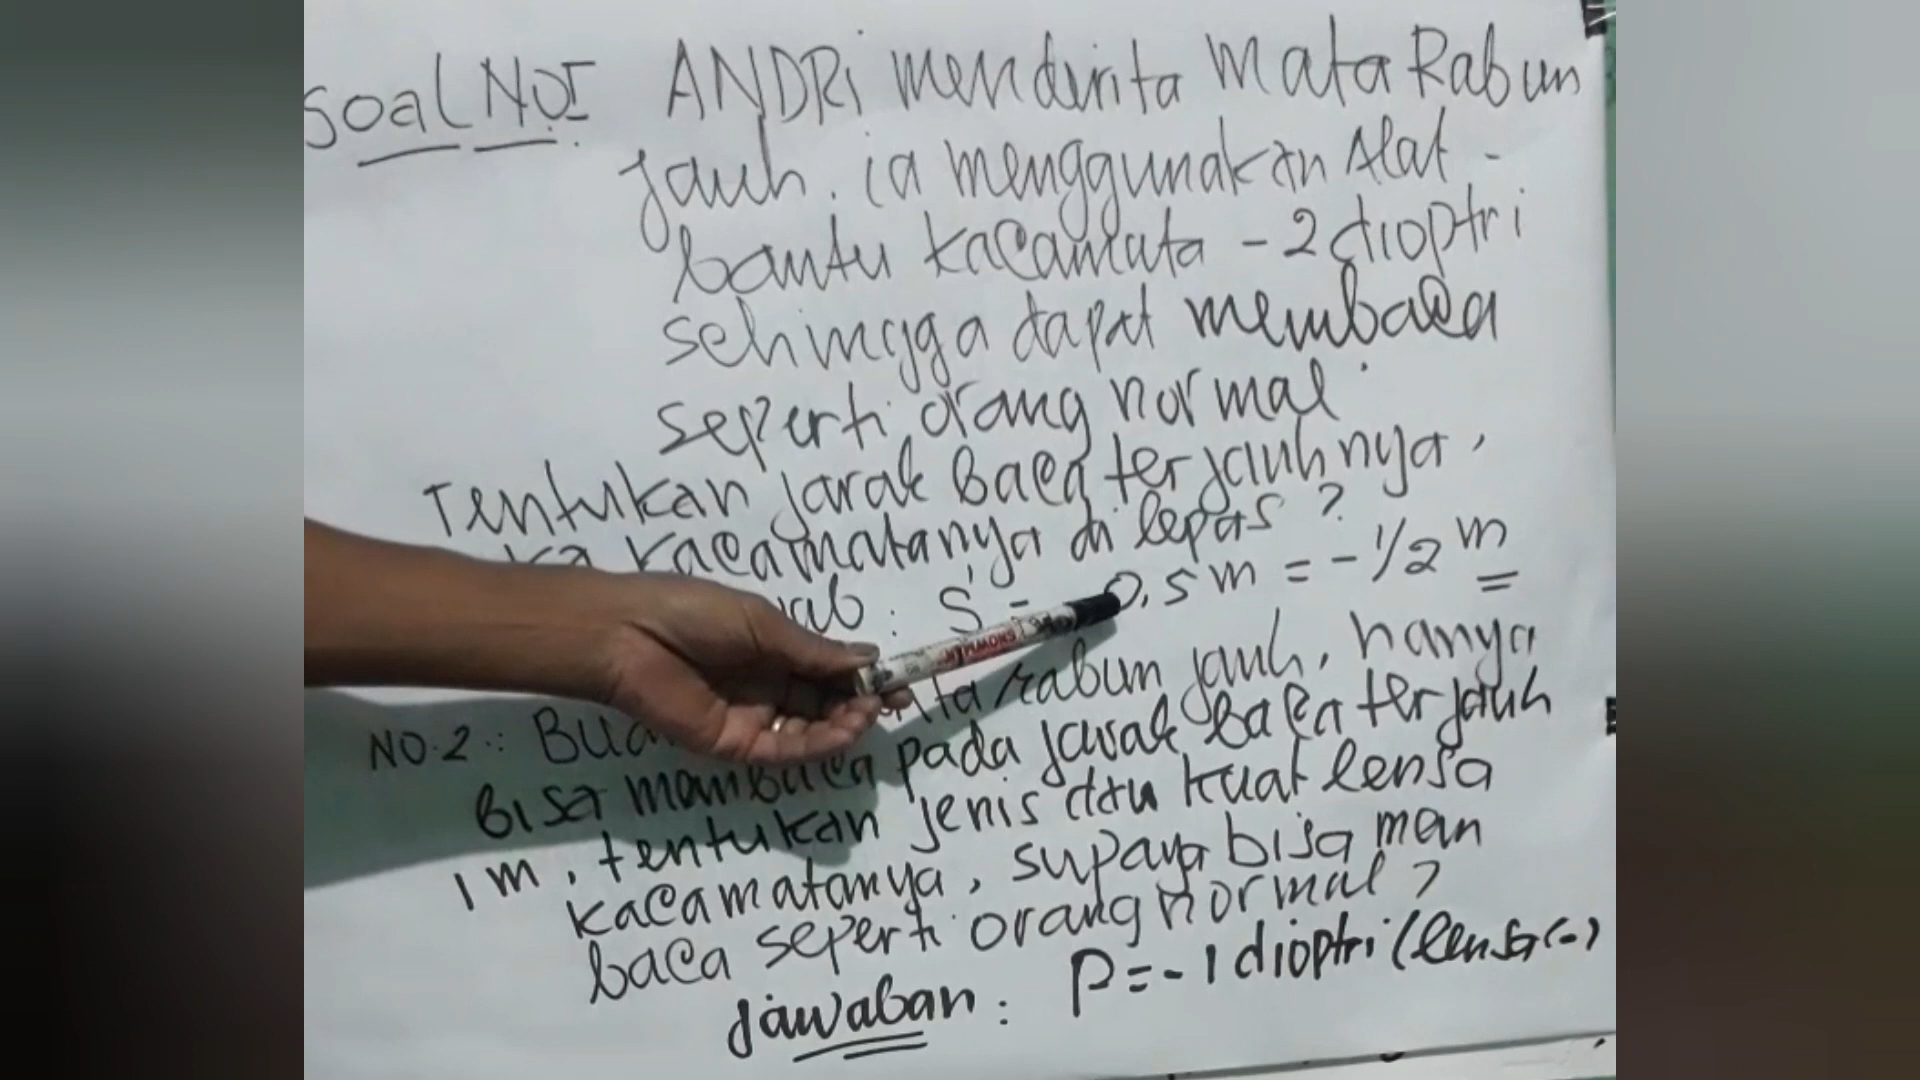 Soal NO I ANDRi menderita mata Rabun
jauh. ia menggunakan Alat -
bantu kacamata - 2 dioptri
sehingga dapat membaca
seperti orang normal.
Tentukan jarak Baca terjauhnya,
kacamatanya di lepas ?
S' = 0,5 m = - 1/2 m
SNOWMAN
NO.2 : rabun jauh, hanya
Bisa membaca pada jarak Baca terjauh
1 m, tentukan jenis dan kuat lensa
kacamatanya, supaya bisa mem
baca seperti orang normal ?
Jawaban : P = - 1 dioptri (lensa (-)